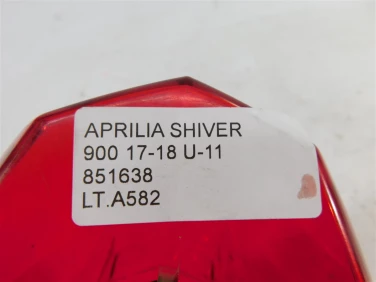 APRILIA SHIVER
900 17-18 U-11
851638
LT.A582